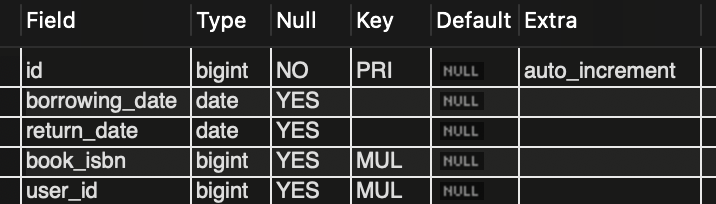 Field Type Null Key Default Extra
id bigint NO PRI NULL auto_increment
borrowing_date date YES NULL
return_date date YES NULL
book_isbn bigint YES MUL NULL
user_id bigint YES MUL NULL